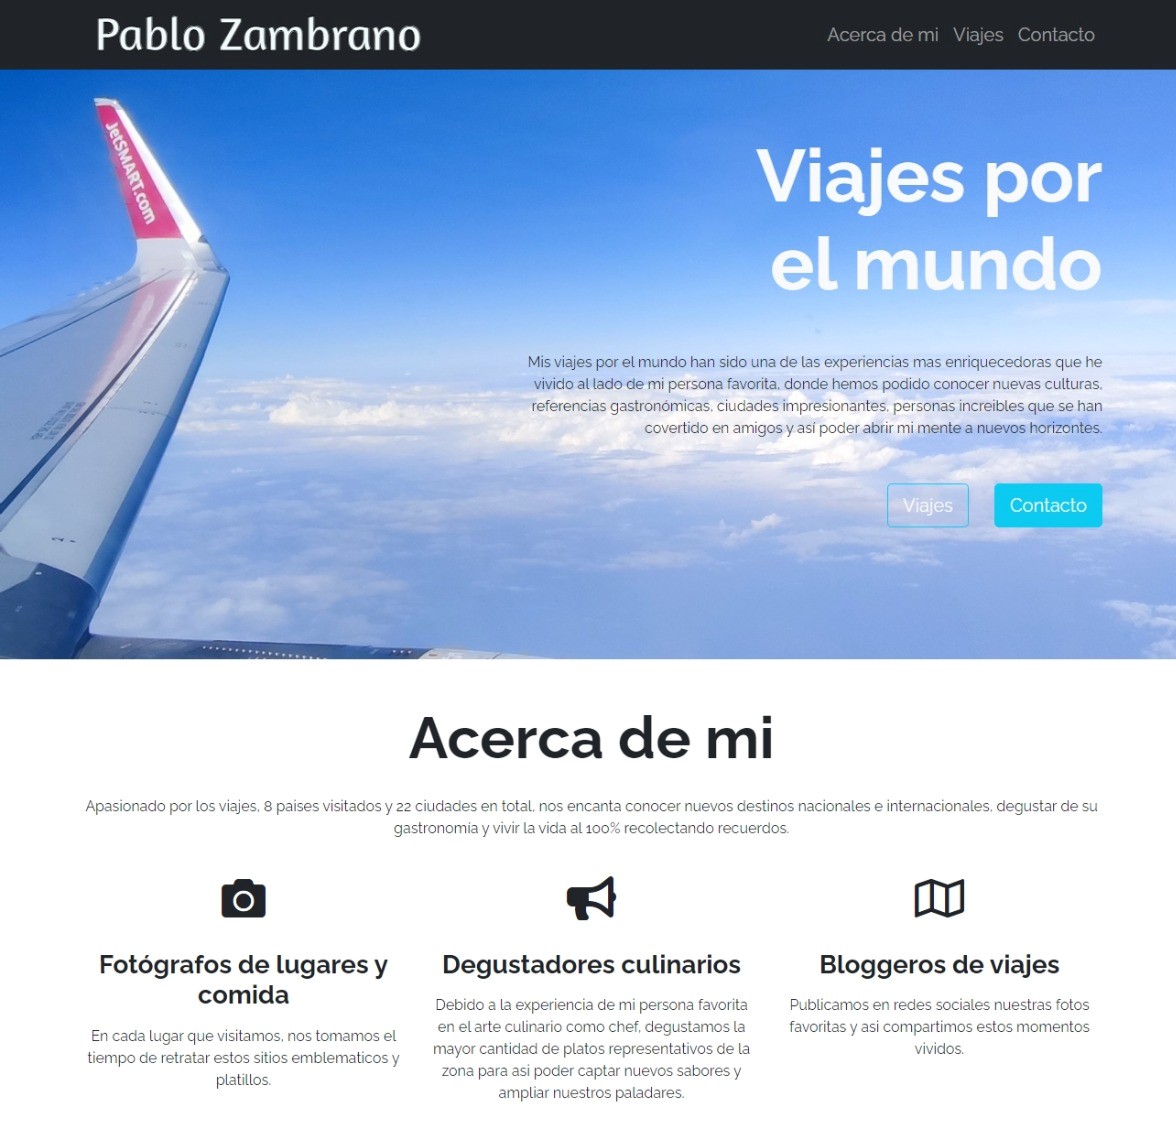 Pablo Zambrano
Acerca de mi Viajes Contacto
JetSMART.com
Viajes por
el mundo
Mis viajes por el mundo han sido una de las experiencias mas enriquecedoras que he
vivido al lado de mi persona favorita, donde hemos podido conocer nuevas culturas,
referencias gastronómicas, ciudades impresionantes, personas increibles que se han
covertido en amigos y así poder abrir mi mente a nuevos horizontes.
Viajes Contacto
Acerca de mi
Apasionado por los viajes, 8 paises visitados y 22 ciudades en total, nos encanta conocer nuevos destinos nacionales e internacionales, degustar de su
gastronomía y vivir la vida al 100% recolectando recuerdos.
Fotógrafos de lugares y
comida
En cada lugar que visitamos, nos tomamos el
tiempo de retratar estos sitios emblematicos y
platillos.
Degustadores culinarios
Debido a la experiencia de mi persona favorita
en el arte culinario como chef, degustamos la
mayor cantidad de platos representativos de la
zona para asi poder captar nuevos sabores y
ampliar nuestros paladares.
Bloggeros de viajes
Publicamos en redes sociales nuestras fotos
favoritas y asi compartimos estos momentos
vividos.